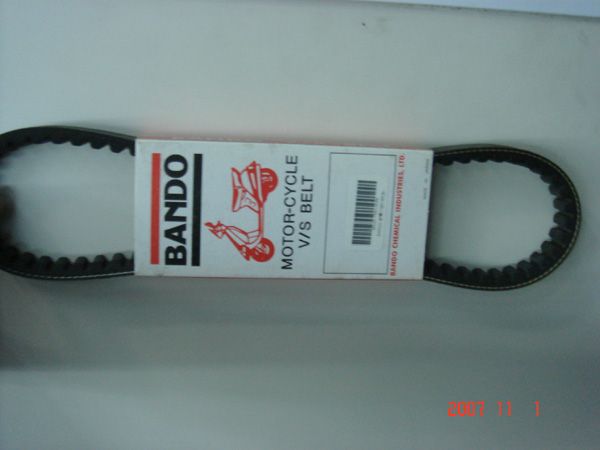 BANDO
MOTOR-CYCLE
V/S BELT
BANDO CHEMICAL INDUSTRIES, LTD.
2007 11 1